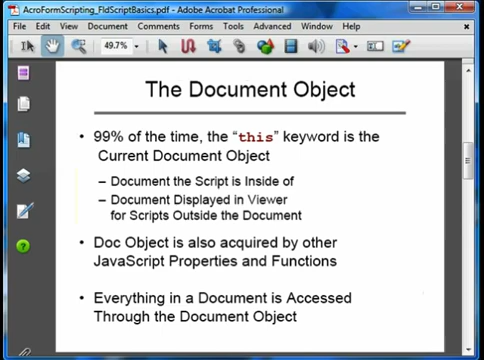 AcroFormScripting_FldScriptBasics.pdf - Adobe Acrobat Professional
File Edit View Document Comments Forms Tools Advanced Window Help
49.7%
The Document Object
• 99% of the time, the "this" keyword is the
Current Document Object
– Document the Script is Inside of
– Document Displayed in Viewer
for Scripts Outside the Document
• Doc Object is also acquired by other
JavaScript Properties and Functions
• Everything in a Document is Accessed
Through the Document Object